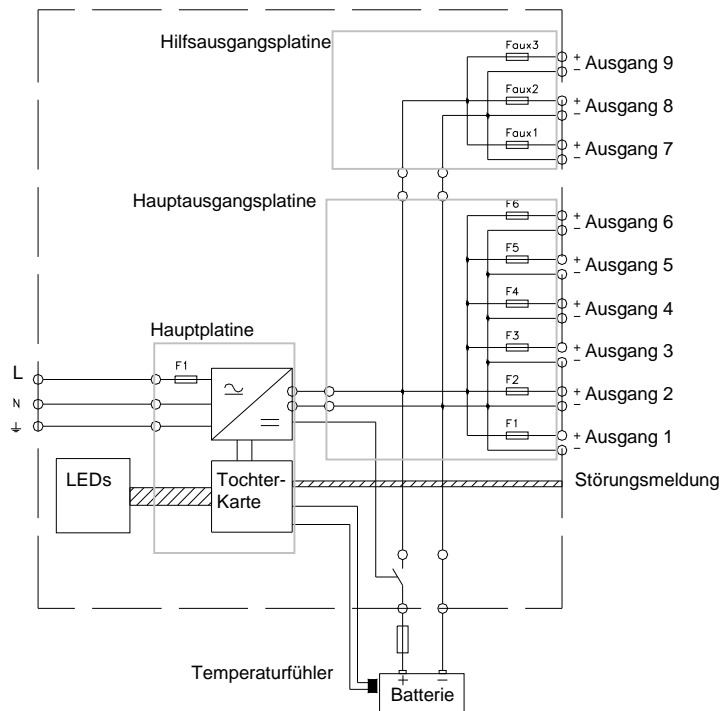 Hilfsausgangsplatine
Faux3
+
−
Ausgang 9
Faux2
+
−
Ausgang 8
Faux1
+
−
Ausgang 7
Hauptausgangsplatine
F6
+
−
Ausgang 6
F5
+
−
Ausgang 5
F4
+
−
Ausgang 4
F3
+
−
Ausgang 3
Hauptplatine
L
F1
F2
+
−
Ausgang 2
N
F1
+
−
Ausgang 1
LEDs
Tochter-
Karte
Störungsmeldung
Temperaturfühler
+ −
Batterie